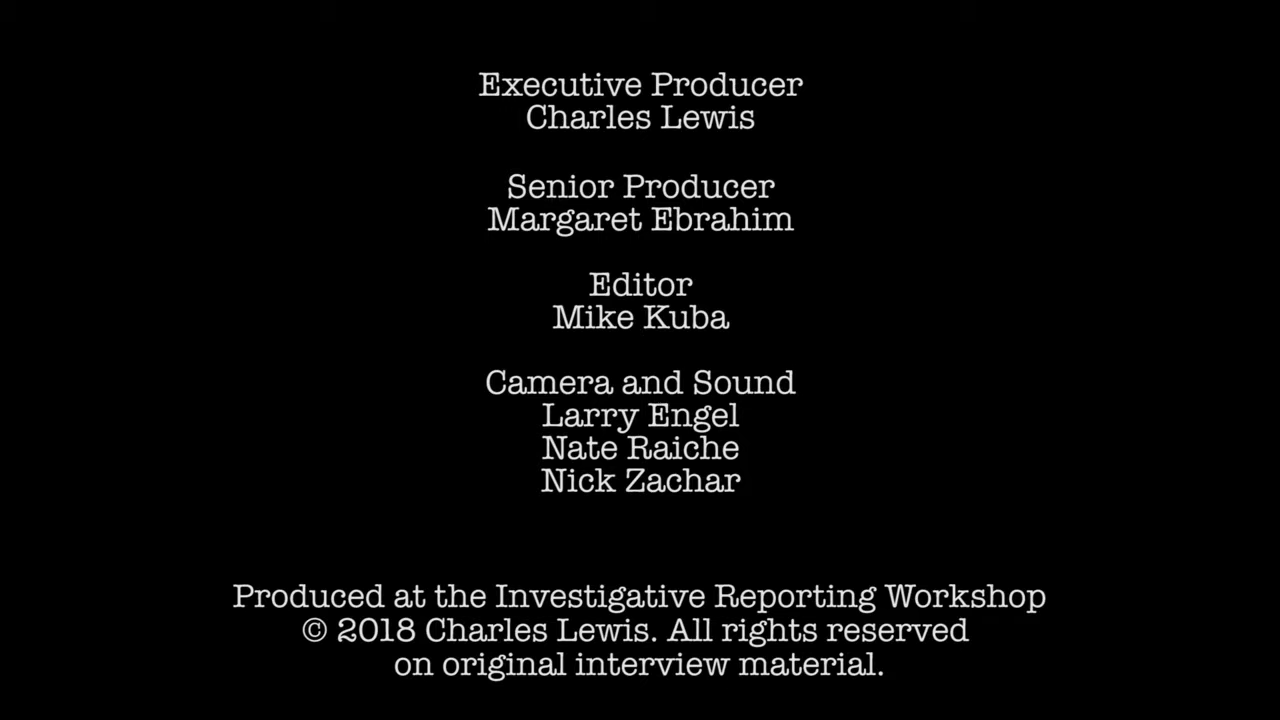 Executive Producer
Charles Lewis
Senior Producer
Margaret Ebrahim
Editor
Mike Kuba
Camera and Sound
Larry Engel
Nate Raiche
Nick Zachar
Produced at the Investigative Reporting Workshop
© 2018 Charles Lewis. All rights reserved
on original interview material.